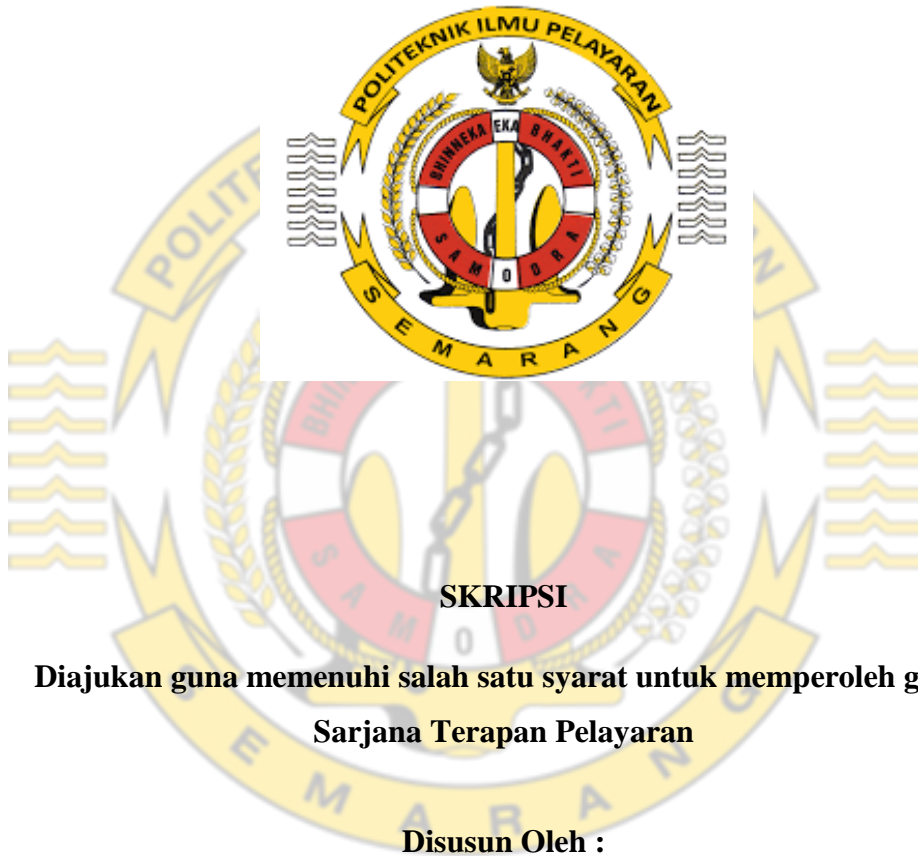 POLITEKNIK ILMU PELAYARAN
BHINNEKA EKA BHAKTI
SAMODRA
SEMARANG
SKRIPSI
Diajukan guna memenuhi salah satu syarat untuk memperoleh g
Sarjana Terapan Pelayaran
Disusun Oleh :